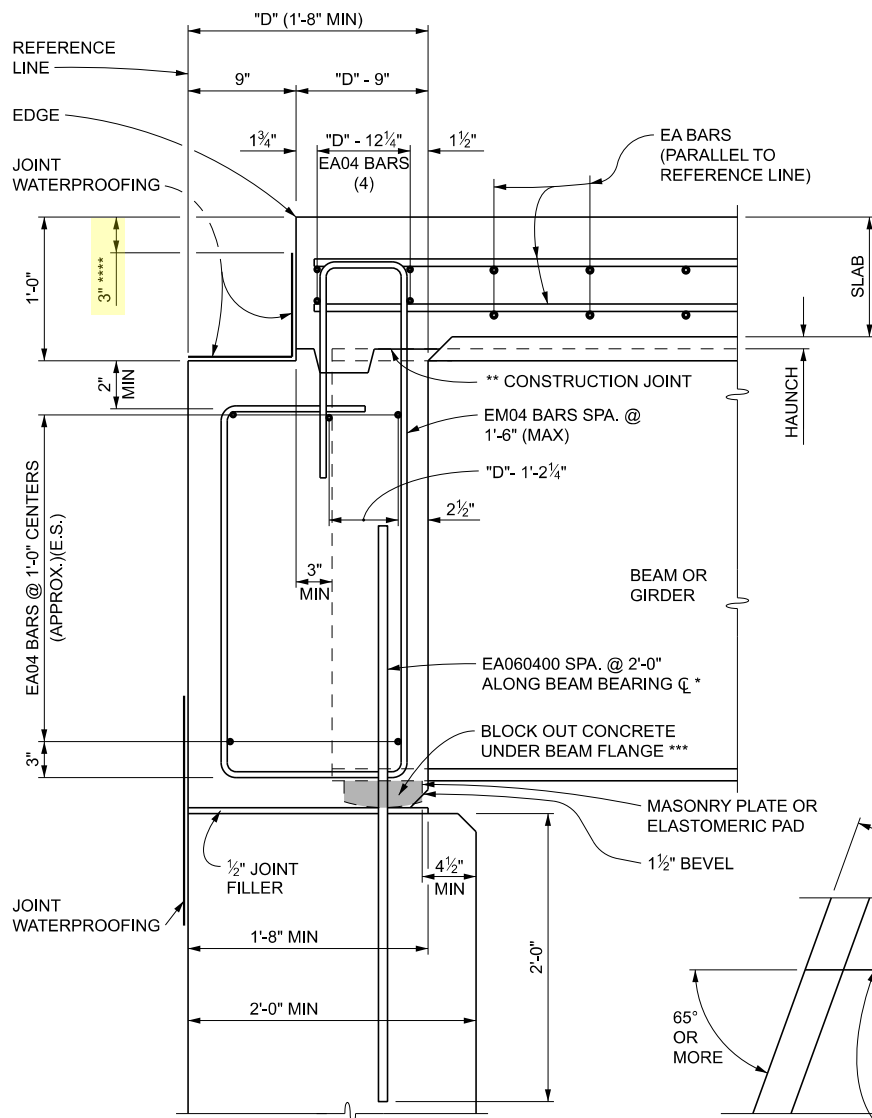 "D" (1'-8" MIN)
REFERENCE
LINE
9"
"D" - 9"
EDGE
1¾"
"D" - 12¼"
1½"
EA04 BARS
(4)
EA BARS
(PARALLEL TO
REFERENCE LINE)
JOINT
WATERPROOFING
1'-0"
3" ****
SLAB
2"
MIN
** CONSTRUCTION JOINT
HAUNCH
EM04 BARS SPA. @
1'-6" (MAX)
"D"- 1'-2¼"
2½"
EA04 BARS @ 1'-0" CENTERS
(APPROX.)(E.S.)
3"
MIN
BEAM OR
GIRDER
EA060400 SPA. @ 2'-0"
ALONG BEAM BEARING ℄ *
BLOCK OUT CONCRETE
UNDER BEAM FLANGE ***
3"
MASONRY PLATE OR
ELASTOMERIC PAD
½" JOINT
FILLER
4½"
MIN
1½" BEVEL
JOINT
WATERPROOFING
1'-8" MIN
2'-0"
2'-0" MIN
65°
OR
MORE